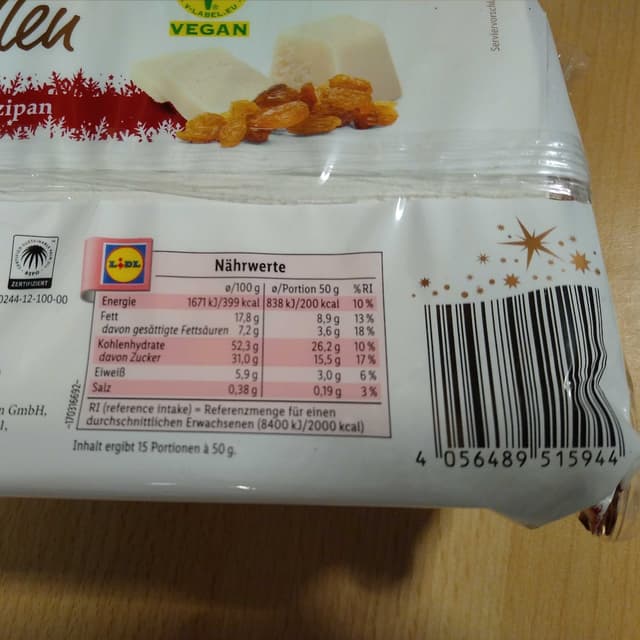 llen
V-LABEL.EU
VEGAN
zipan
ZERTIFIZIERT
0244-12-100-00
LIDL
Nährwerte
ø/100 g ø/Portion 50 g %RI
Energie 1671 kJ/399 kcal 838 kJ/200 kcal 10 %
Fett 17,8 g 8,9 g 13 %
davon gesättigte Fettsäuren 7,2 g 3,6 g 18 %
Kohlenhydrate 52,3 g 26,2 g 10 %
davon Zucker 31,0 g 15,5 g 17 %
Eiweiß 5,9 g 3,0 g 6 %
Salz 0,38 g 0,19 g 3 %
RI (reference intake) = Referenzmenge für einen
durchschnittlichen Erwachsenen (8400 kJ/2000 kcal)
Inhalt ergibt 15 Portionen à 50 g.
n GmbH,
4 056489 515944